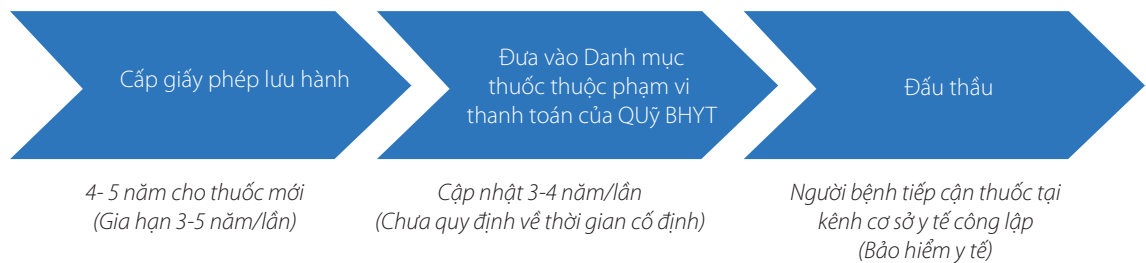 Cấp giấy phép lưu hành
Đưa vào Danh mục
thuốc thuộc phạm vi
thanh toán của QUỹ BHYT
Đấu thầu
4- 5 năm cho thuốc mới
(Gia hạn 3-5 năm/lần)
Cập nhật 3-4 năm/lần
(Chưa quy định về thời gian cố định)
Người bệnh tiếp cận thuốc tại
kênh cơ sở y tế công lập
(Bảo hiểm y tế)